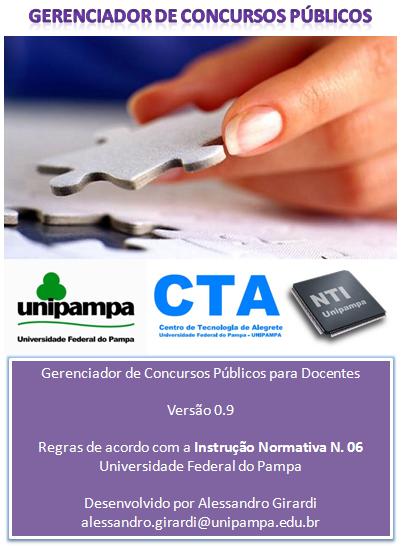 GERENCIADOR DE CONCURSOS PÚBLICOS
unipampa
Universidade Federal do Pampa
CTA
Centro de Tecnologia de Alegrete
Universidade Federal do Pampa - UNIPAMPA
NTI
Unipampa
Gerenciador de Concursos Públicos para Docentes
Versão 0.9
Regras de acordo com a Instrução Normativa N. 06
Universidade Federal do Pampa
Desenvolvido por Alessandro Girardi
alessandro.girardi@unipampa.edu.br